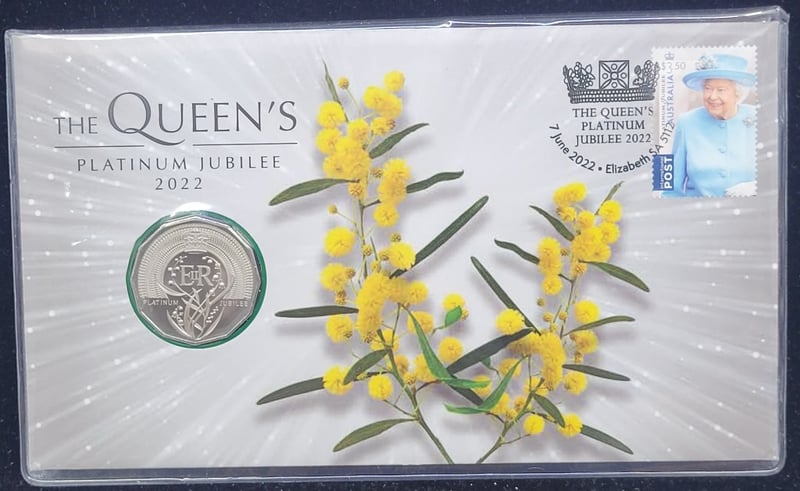 THE QUEEN'S
PLATINUM JUBILEE
2022
THE QUEEN'S
PLATINUM
JUBILEE 2022
7 June 2022 • Elizabeth SA 5112
$3.50
AUSTRALIA
POST
EIIR
PLATINUM JUBILEE